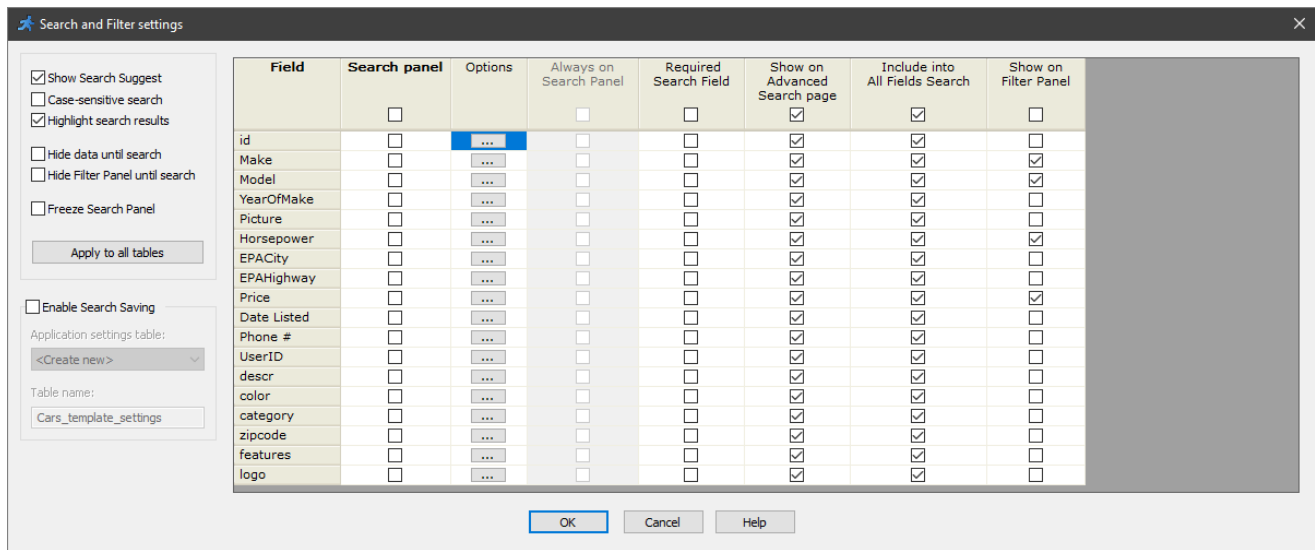 Search and Filter settings
Show Search Suggest
Case-sensitive search
Highlight search results
Hide data until search
Hide Filter Panel until search
Freeze Search Panel
Apply to all tables
Enable Search Saving
Application settings table:
<Create new>
Table name:
Cars_template_settings
Field
Search panel
Options
Always on
Search Panel
Required
Search Field
Show on
Advanced
Search page
Include into
All Fields Search
Show on
Filter Panel
id ...
Make ...
Model ...
YearOfMake ...
Picture ...
Horsepower ...
EPACity ...
EPAHighway ...
Price ...
Date Listed ...
Phone # ...
UserID ...
descr ...
color ...
category ...
zipcode ...
features ...
logo ...
OK Cancel Help